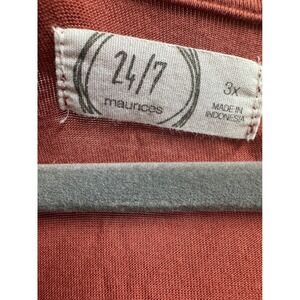 24/7
maurices
3x
MADE IN
INDONESIA